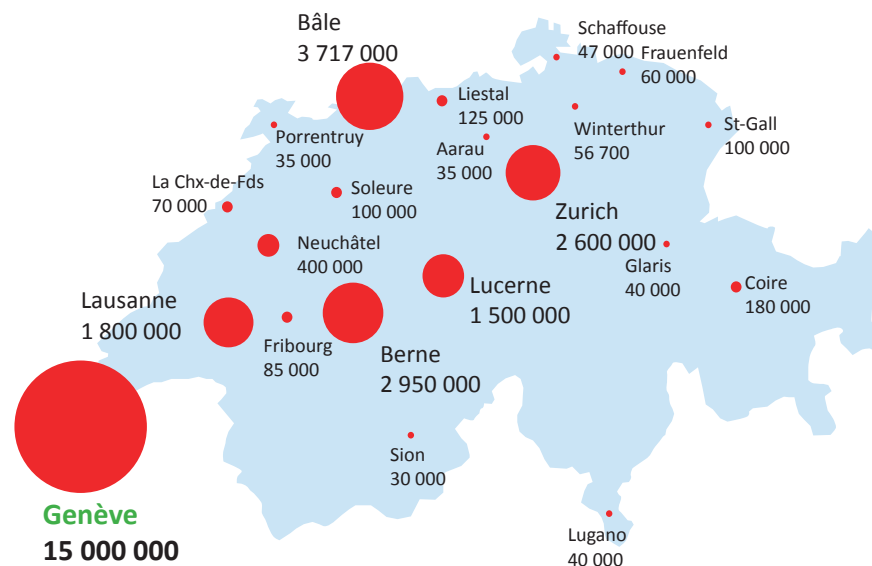 Bâle
3 717 000
Schaffouse
47 000
Frauenfeld
60 000
Liestal
125 000
Porrentruy
35 000
Aarau
35 000
Winterthur
56 700
St-Gall
100 000
La Chx-de-Fds
70 000
Soleure
100 000
Zurich
2 600 000
Neuchâtel
400 000
Glaris
40 000
Coire
180 000
Lausanne
1 800 000
Lucerne
1 500 000
Fribourg
85 000
Berne
2 950 000
Sion
30 000
Genève
15 000 000
Lugano
40 000